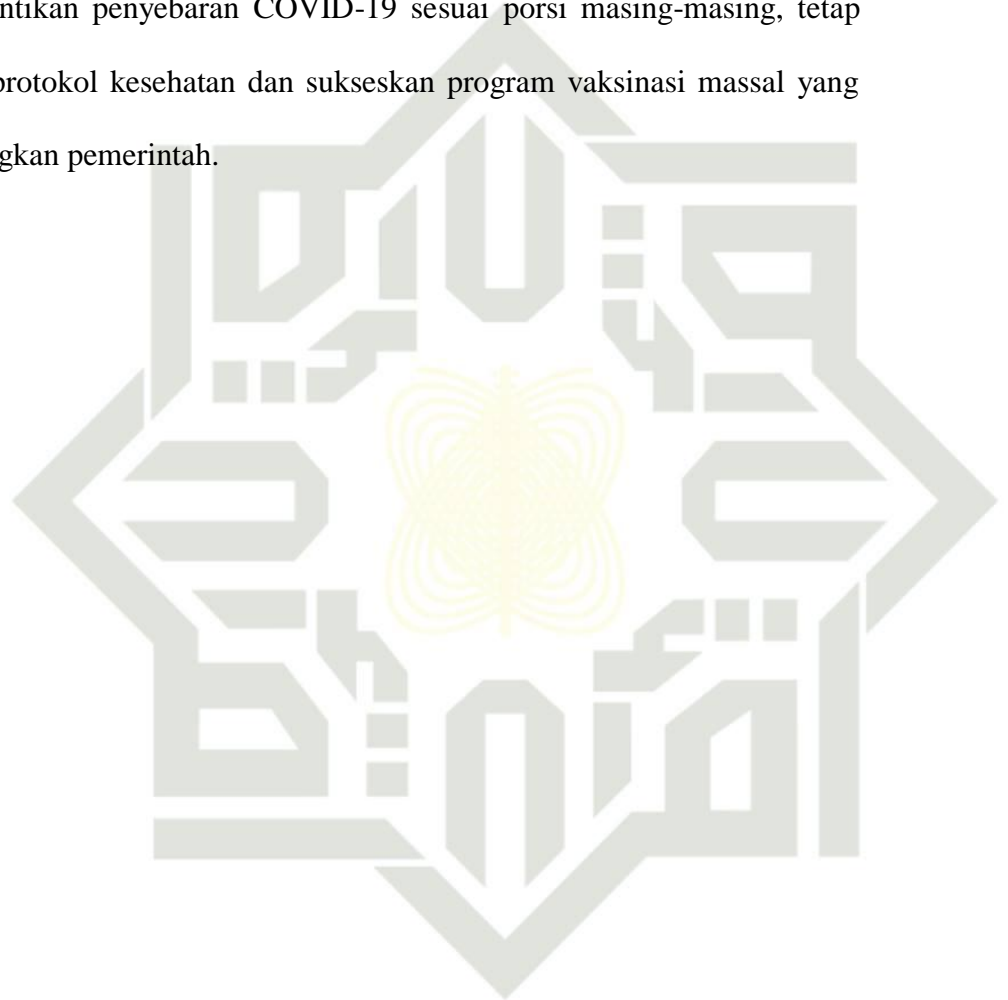 ntikan penyebaran COVID-19 sesuai porsi masing-masing, tetap
protokol kesehatan dan sukseskan program vaksinasi massal yang
gkan pemerintah.